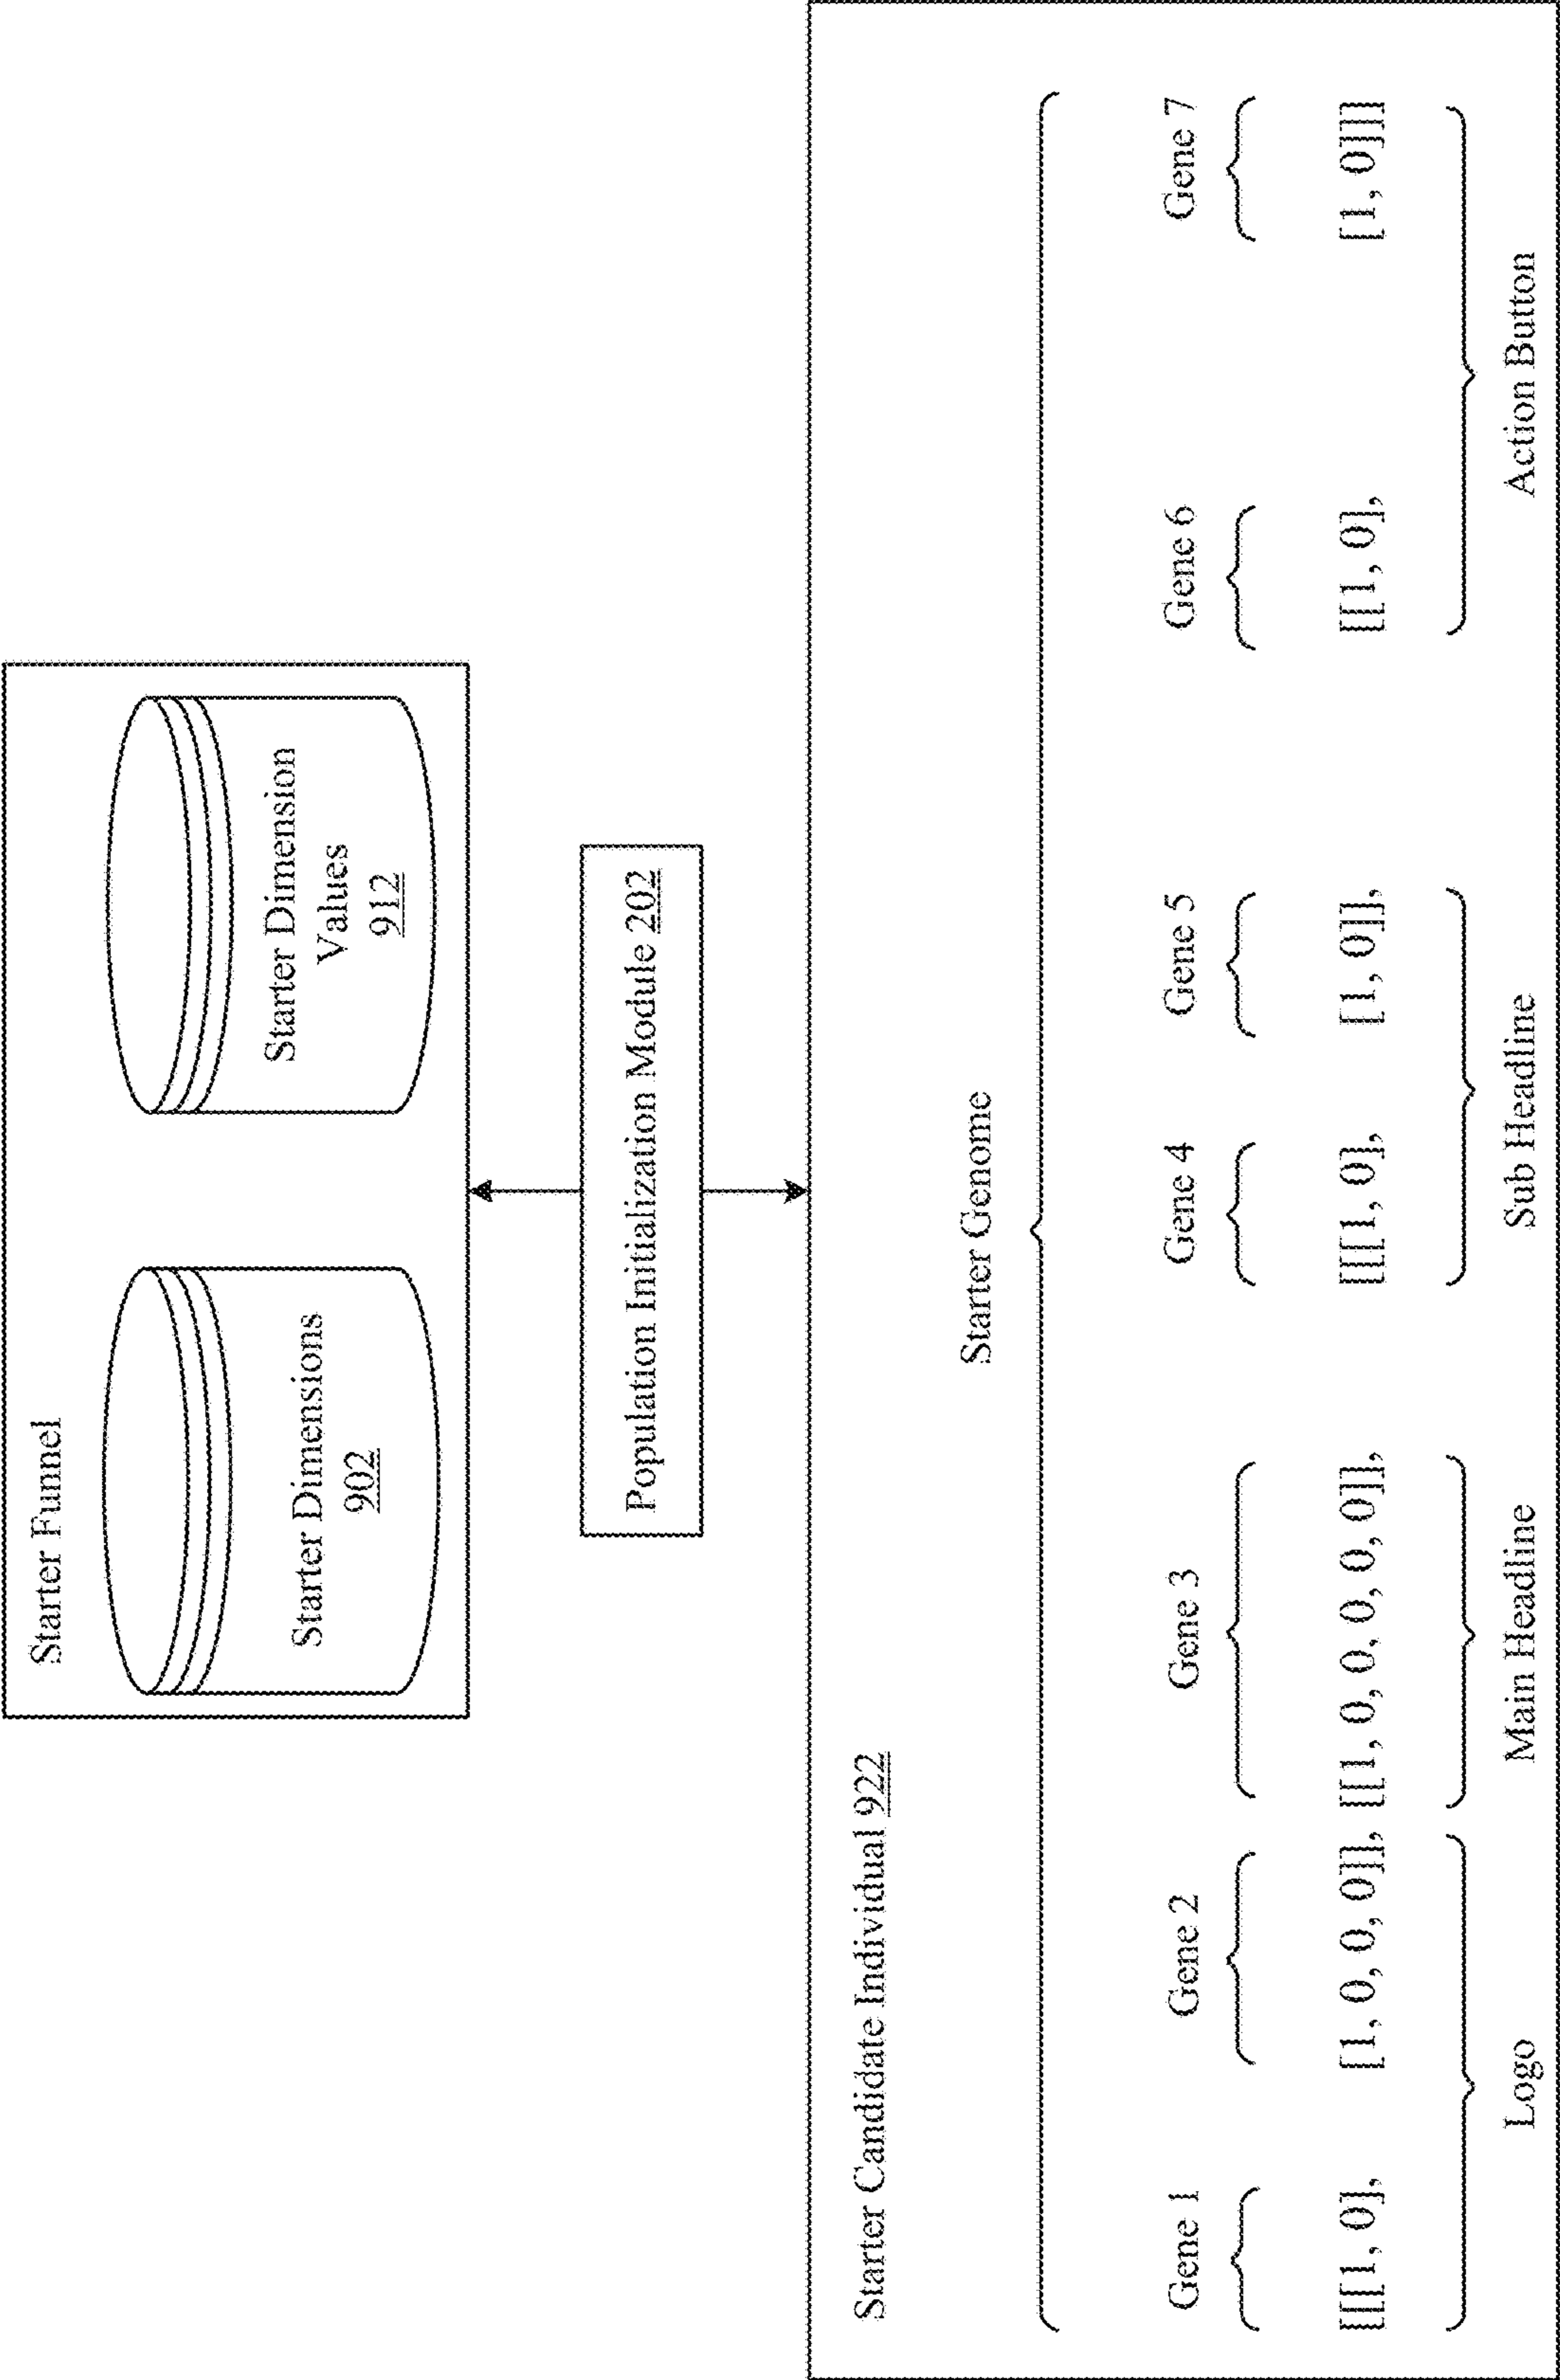 Starter Funnel
Starter Dimensions
902
Starter Dimension
Values
912
Population Initialization Module 202
Starter Candidate Individual 922
Starter Genome
Gene 1 Gene 2 Gene 3 Gene 4 Gene 5 Gene 6 Gene 7
[[[[1, 0], [1, 0, 0, 0]], [[1, 0, 0, 0, 0, 0]], [[[1, 0], [1, 0]], [[1, 0], [1, 0]]]
Logo Main Headline Sub Headline Action Button